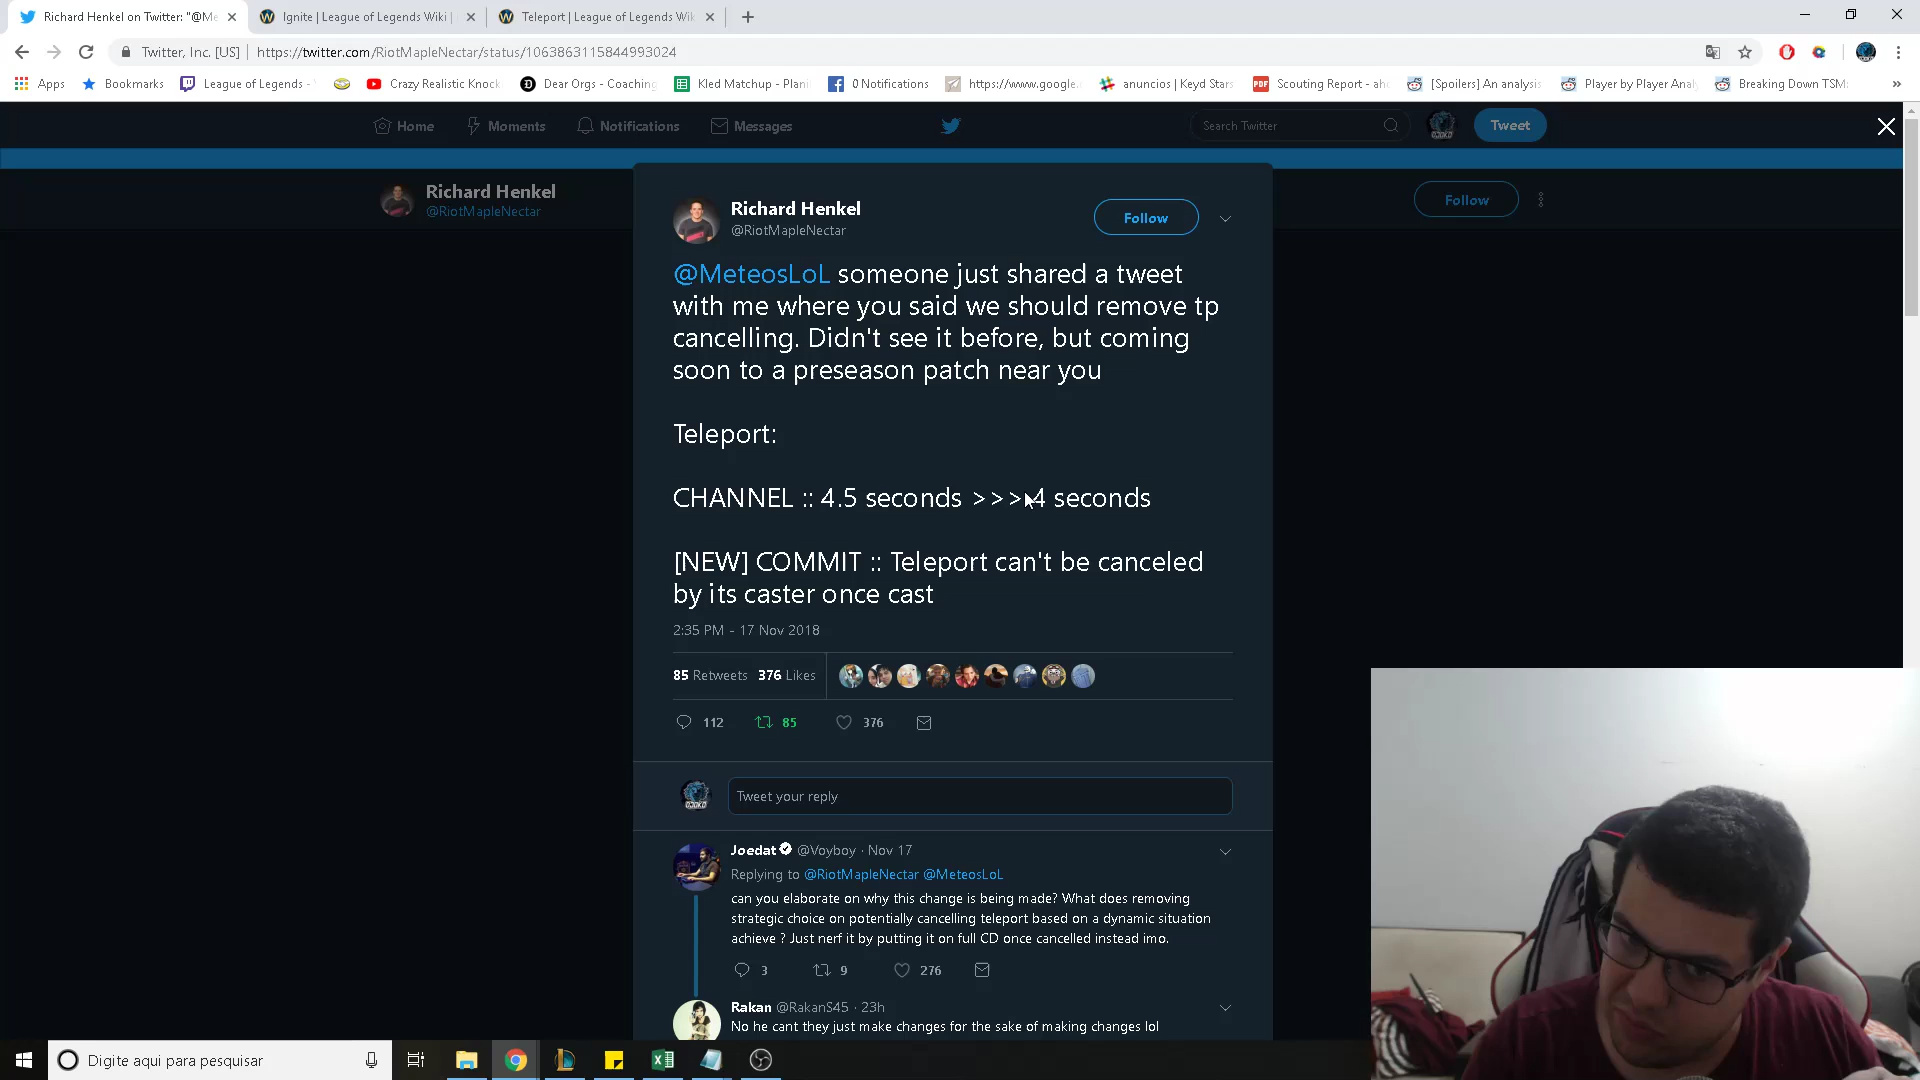 Richard Henkel on Twitter: "@Me
Ignite | League of Legends Wiki |
Teleport | League of Legends Wik
Twitter, Inc. [US] | https://twitter.com/RiotMapleNectar/status/1063863115844993024
Apps
Bookmarks
League of Legends -
Crazy Realistic Knock
Dear Orgs - Coaching
Kled Matchup - Plani
0 Notifications
https://www.google.
anuncios | Keyd Stars
Scouting Report - ah
[Spoilers] An analysis
Player by Player Anal
Breaking Down TSM
»
Home
Moments
Notifications
Messages
Search Twitter
Tweet
Richard Henkel
@RiotMapleNectar
Follow
Richard Henkel
@RiotMapleNectar
Follow
@MeteosLoL someone just shared a tweet
with me where you said we should remove tp
cancelling. Didn't see it before, but coming
soon to a preseason patch near you
Teleport:
CHANNEL :: 4.5 seconds >>> 4 seconds
[NEW] COMMIT :: Teleport can't be canceled
by its caster once cast
2:35 PM - 17 Nov 2018
85 Retweets 376 Likes
112 85 376
Tweet your reply
Joedat @Voyboy · Nov 17
Replying to @RiotMapleNectar @MeteosLoL
can you elaborate on why this change is being made? What does removing
strategic choice on potentially cancelling teleport based on a dynamic situation
achieve ? Just nerf it by putting it on full CD once cancelled instead imo.
3 9 276
Rakan @RakanS45 · 23h
No he cant they just make changes for the sake of making changes lol
Digite aqui para pesquisar